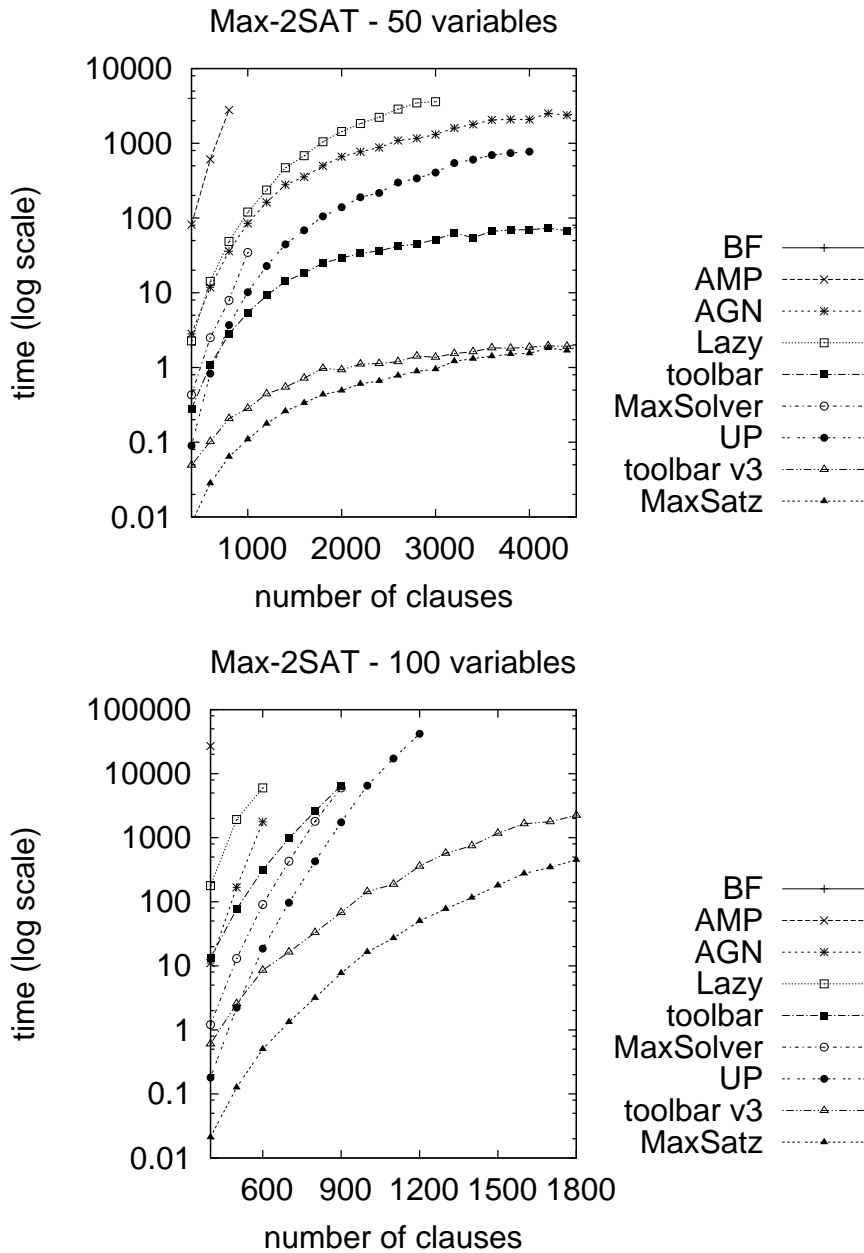 Max-2SAT - 50 variables
10000
1000
100
10
1
0.1
0.01
time (log scale)
1000 2000 3000 4000
number of clauses
BF
AMP
AGN
Lazy
toolbar
MaxSolver
UP
toolbar v3
MaxSatz
Max-2SAT - 100 variables
100000
10000
1000
100
10
1
0.1
0.01
time (log scale)
600 900 1200 1500 1800
number of clauses
BF
AMP
AGN
Lazy
toolbar
MaxSolver
UP
toolbar v3
MaxSatz